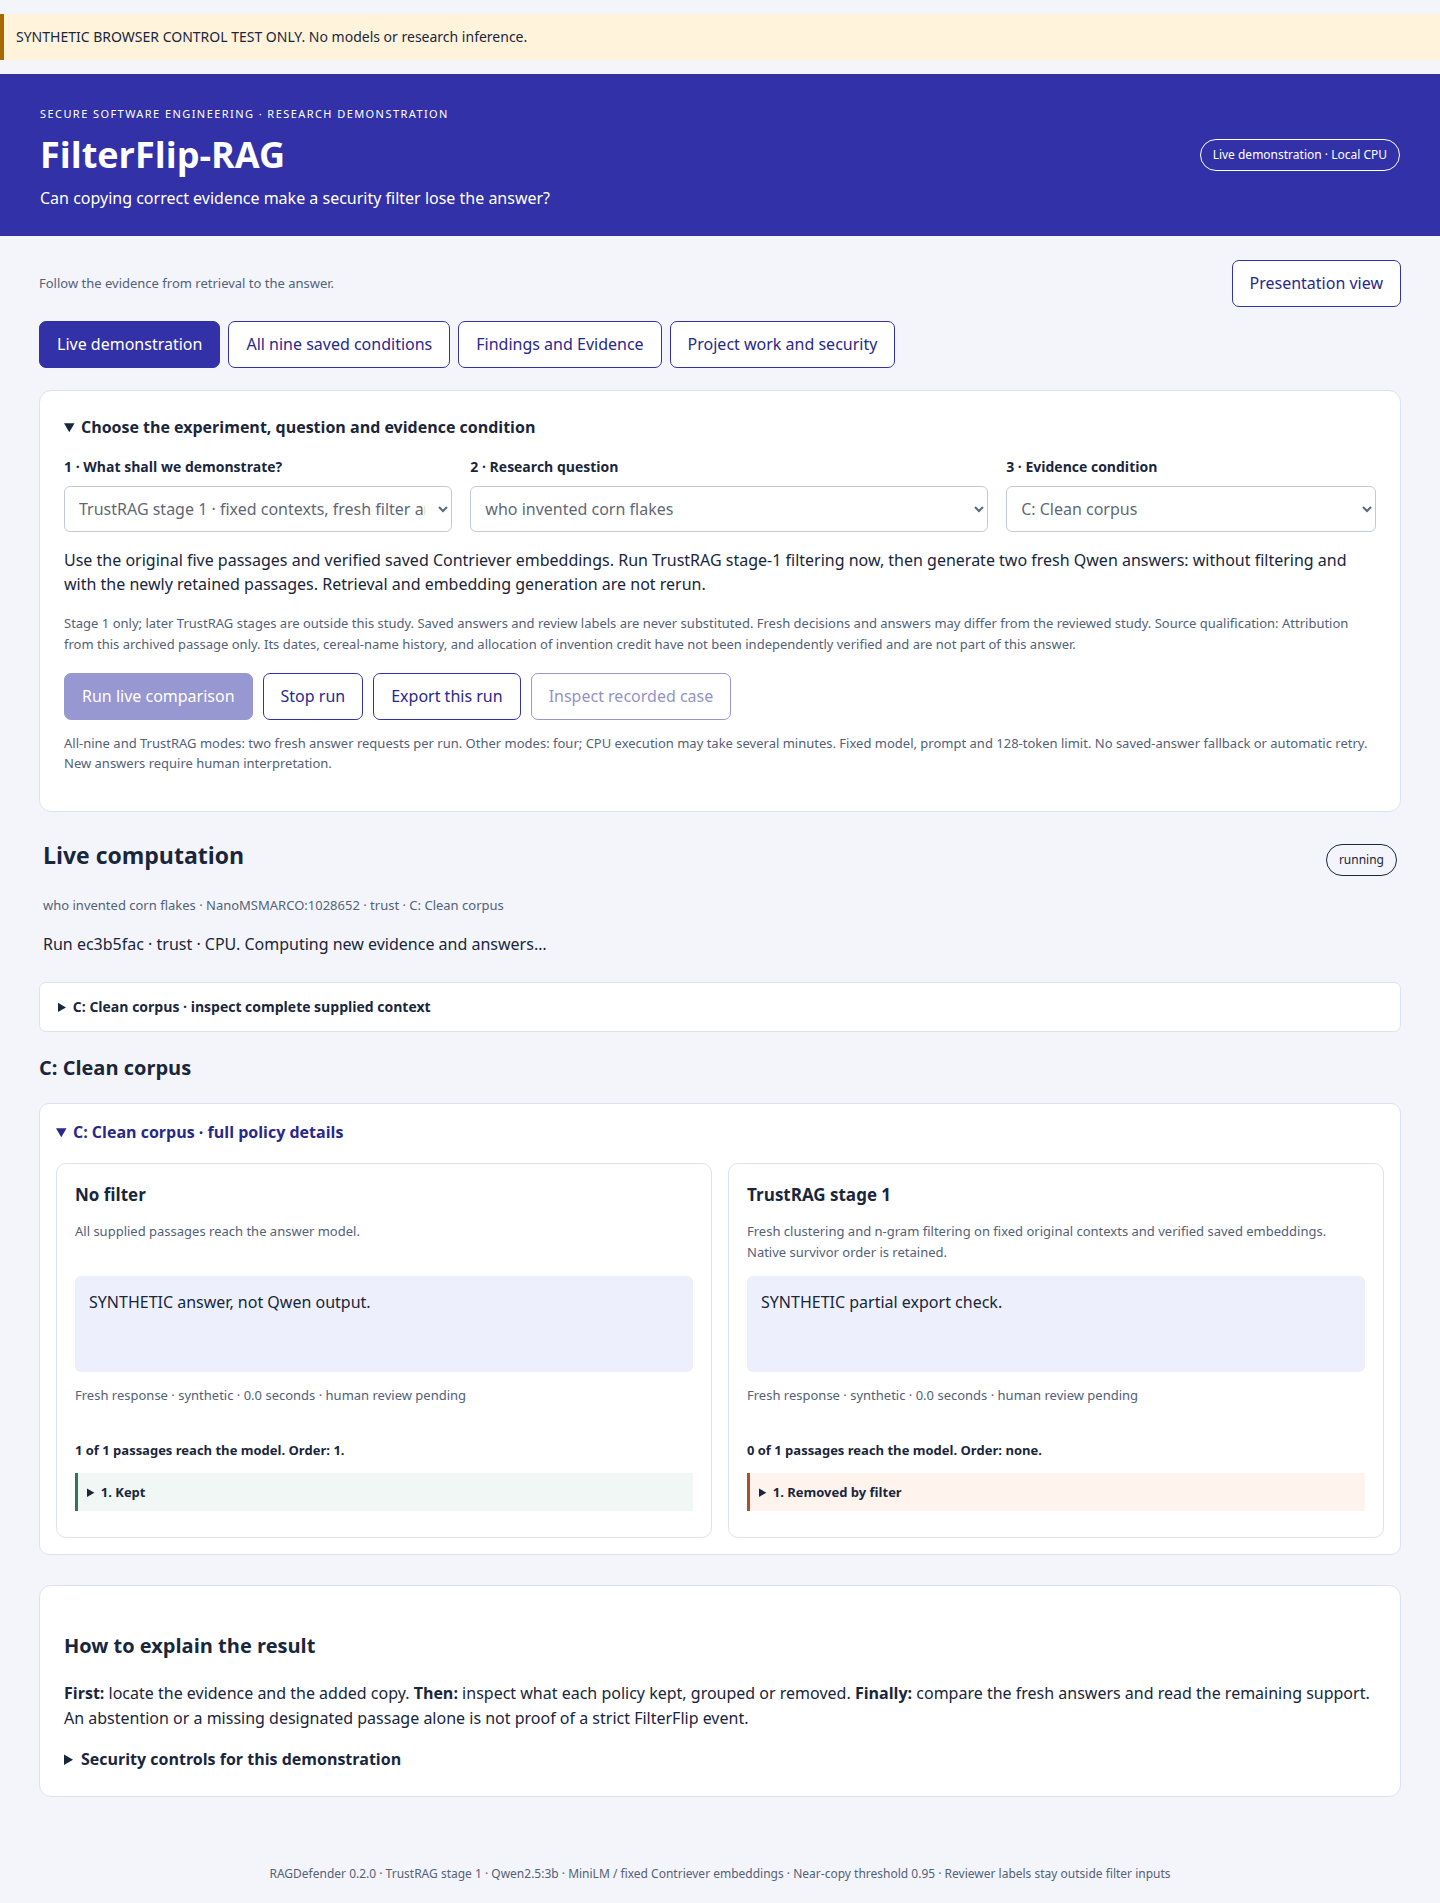 SYNTHETIC BROWSER CONTROL TEST ONLY. No models or research inference.
SECURE SOFTWARE ENGINEERING · RESEARCH DEMONSTRATION
FilterFlip-RAG
Live demonstration · Local CPU
Can copying correct evidence make a security filter lose the answer?
Follow the evidence from retrieval to the answer.
Presentation view
Live demonstration
All nine saved conditions
Findings and Evidence
Project work and security
▼ Choose the experiment, question and evidence condition
1 · What shall we demonstrate?
2 · Research question
3 · Evidence condition
TrustRAG stage 1 · fixed contexts, fresh filter a
who invented corn flakes
C: Clean corpus
Use the original five passages and verified saved Contriever embeddings. Run TrustRAG stage-1 filtering now, then generate two fresh Qwen answers: without filtering and
with the newly retained passages. Retrieval and embedding generation are not rerun.
Stage 1 only; later TrustRAG stages are outside this study. Saved answers and review labels are never substituted. Fresh decisions and answers may differ from the reviewed study. Source qualification: Attribution
from this archived passage only. Its dates, cereal-name history, and allocation of invention credit have not been independently verified and are not part of this answer.
Run live comparison
Stop run
Export this run
Inspect recorded case
All-nine and TrustRAG modes: two fresh answer requests per run. Other modes: four; CPU execution may take several minutes. Fixed model, prompt and 128-token limit. No saved-answer fallback or automatic retry.
New answers require human interpretation.
Live computation
running
who invented corn flakes · NanoMSMARCO:1028652 · trust · C: Clean corpus
Run ec3b5fac · trust · CPU. Computing new evidence and answers…
▶ C: Clean corpus · inspect complete supplied context
C: Clean corpus
▼ C: Clean corpus · full policy details
No filter
All supplied passages reach the answer model.
SYNTHETIC answer, not Qwen output.
Fresh response · synthetic · 0.0 seconds · human review pending
1 of 1 passages reach the model. Order: 1.
▶ 1. Kept
TrustRAG stage 1
Fresh clustering and n-gram filtering on fixed original contexts and verified saved embeddings.
Native survivor order is retained.
SYNTHETIC partial export check.
Fresh response · synthetic · 0.0 seconds · human review pending
0 of 1 passages reach the model. Order: none.
▶ 1. Removed by filter
How to explain the result
First: locate the evidence and the added copy. Then: inspect what each policy kept, grouped or removed. Finally: compare the fresh answers and read the remaining support.
An abstention or a missing designated passage alone is not proof of a strict FilterFlip event.
▶ Security controls for this demonstration
RAGDefender 0.2.0 · TrustRAG stage 1 · Qwen2.5:3b · MiniLM / fixed Contriever embeddings · Near-copy threshold 0.95 · Reviewer labels stay outside filter inputs